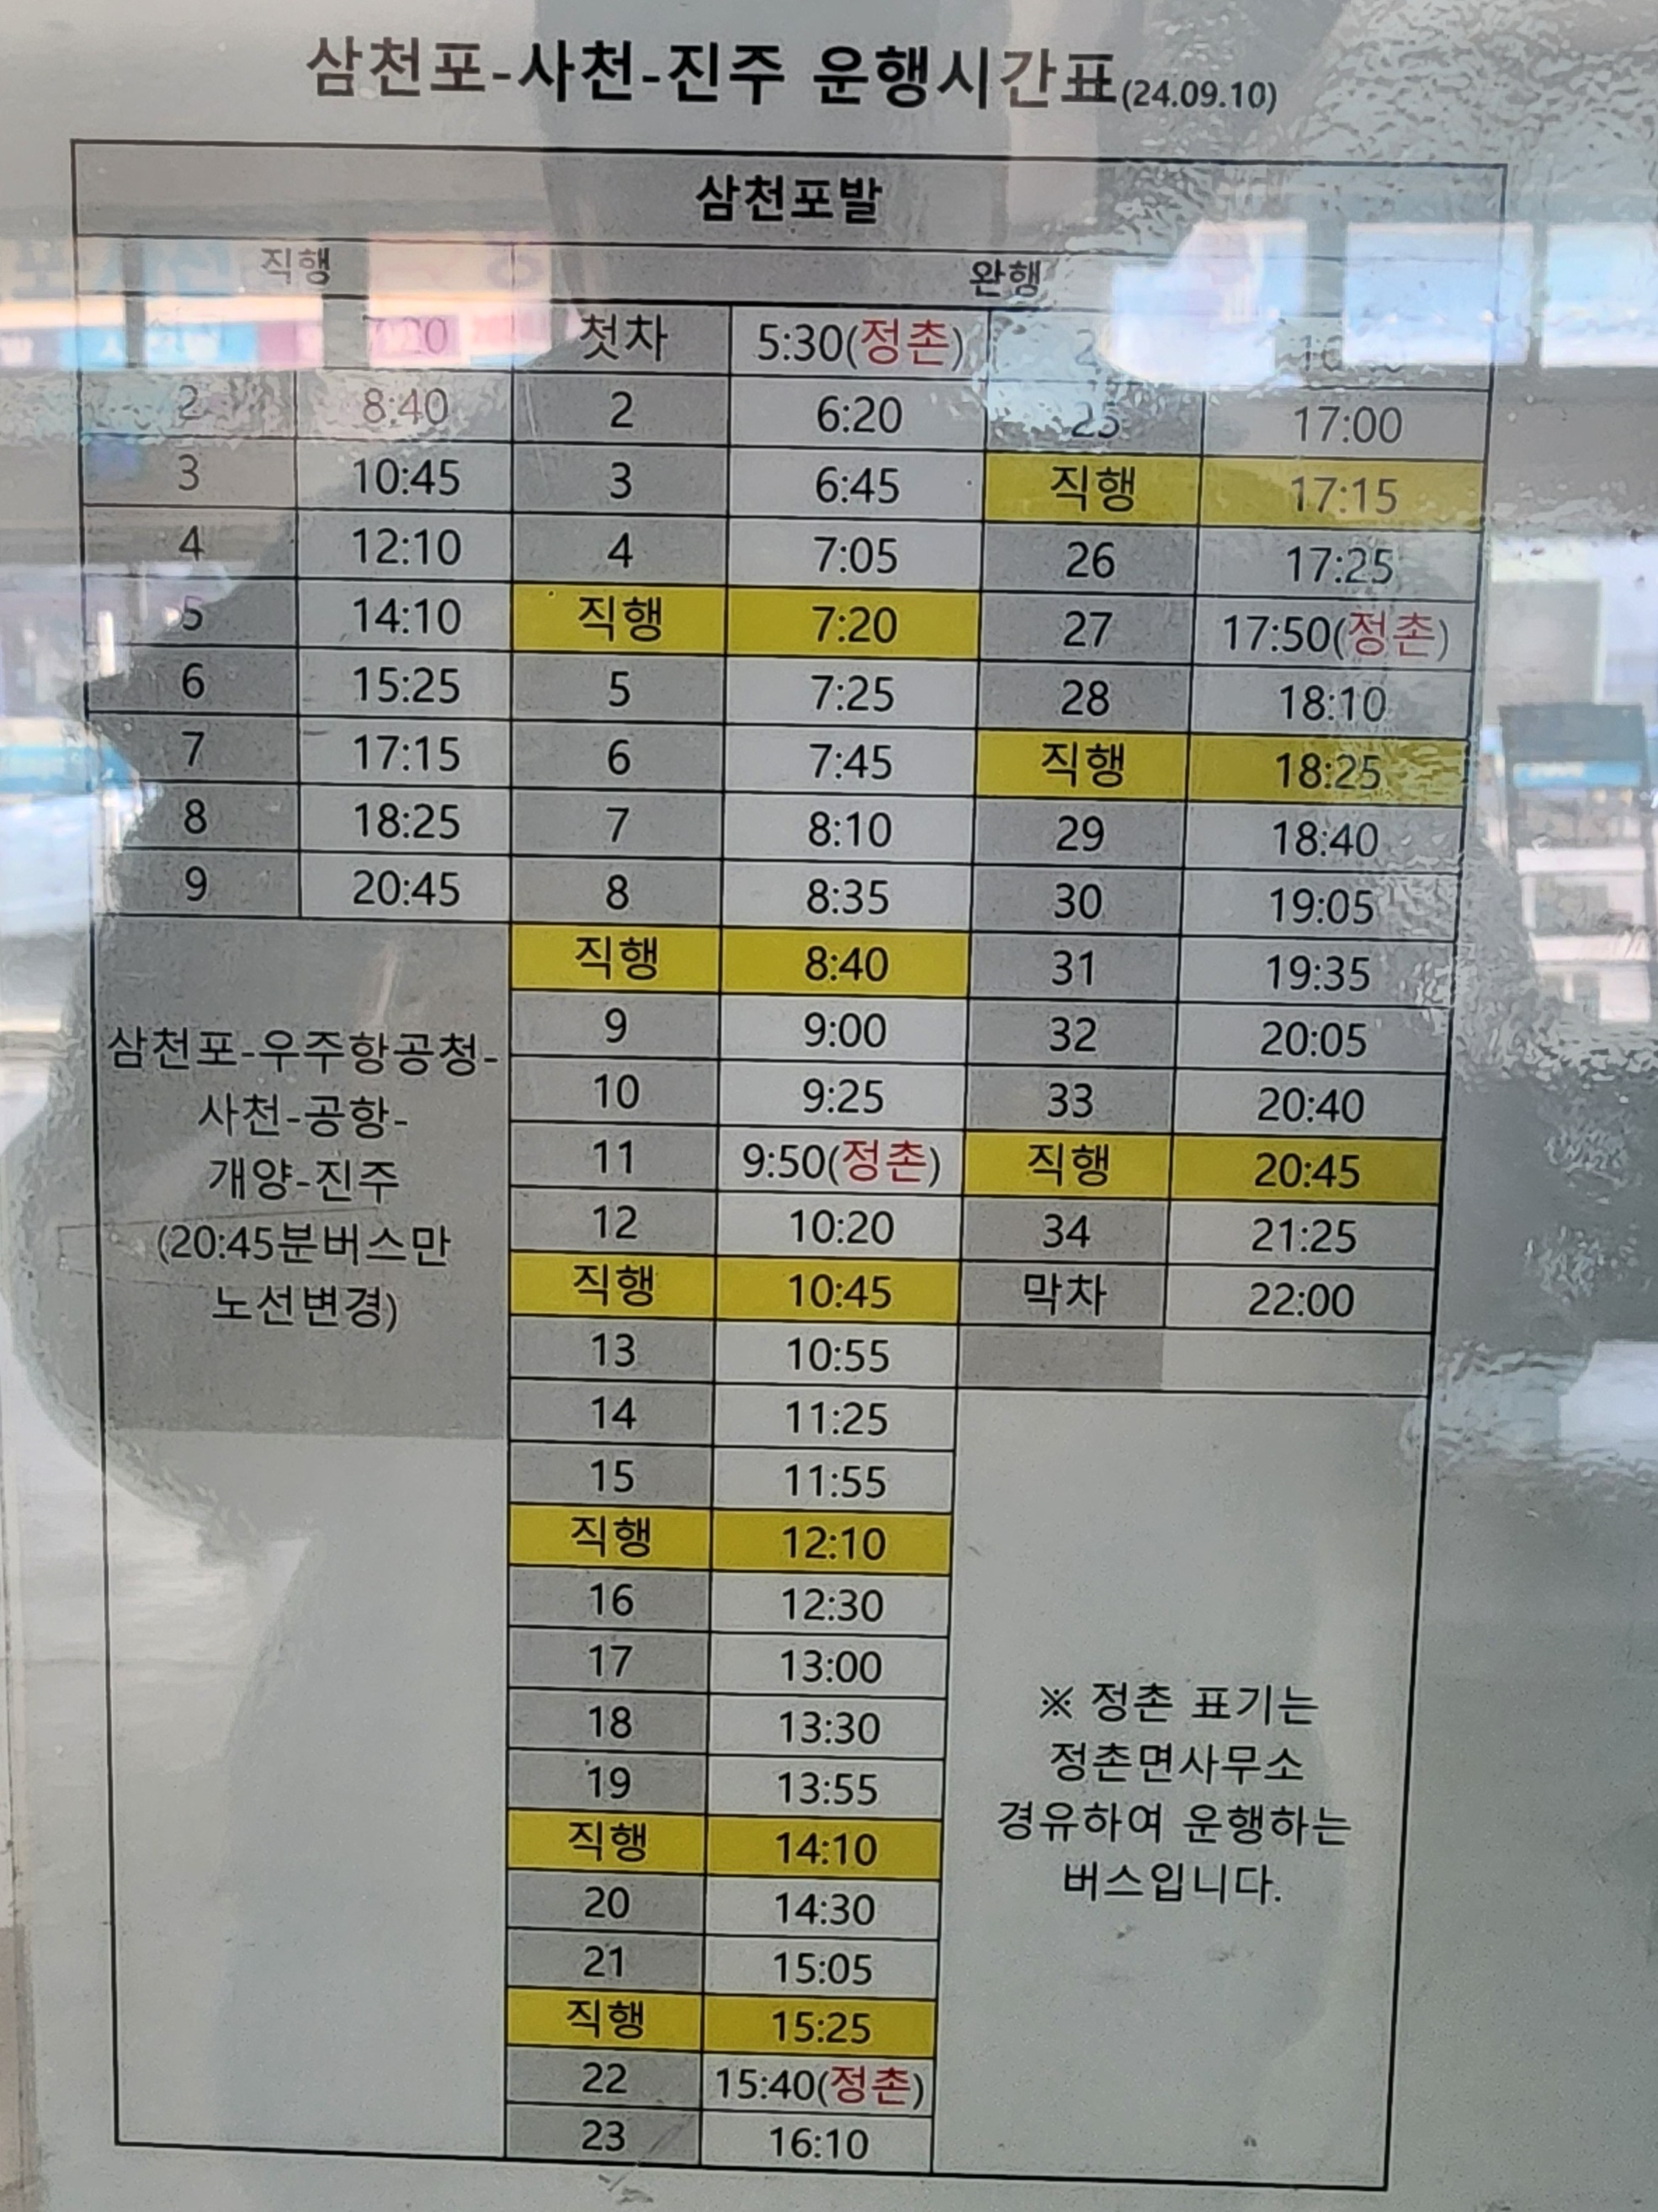 삼천포-사천-진주 운행시간표(24.09.10)
삼천포발
직행 완행
7:20 첫차 5:30(정촌)
2 8:40 2 6:20 25 17:00
3 10:45 3 6:45 직행 17:15
4 12:10 4 7:05 26 17:25
5 14:10 직행 7:20 27 17:50(정촌)
6 15:25 5 7:25 28 18:10
7 17:15 6 7:45 직행 18:25
8 18:25 7 8:10 29 18:40
9 20:45 8 8:35 30 19:05
직행 8:40 31 19:35
9 9:00 32 20:05
10 9:25 33 20:40
11 9:50(정촌) 직행 20:45
12 10:20 34 21:25
직행 10:45 막차 22:00
13 10:55
14 11:25
15 11:55
직행 12:10
16 12:30
17 13:00
18 13:30
19 13:55
직행 14:10
20 14:30
21 15:05
직행 15:25
22 15:40(정촌)
23 16:10
삼천포-우주항공청-
사천-공항-
개양-진주
(20:45분버스만
노선변경)
※ 정촌 표기는
정촌면사무소
경유하여 운행하는
버스입니다.